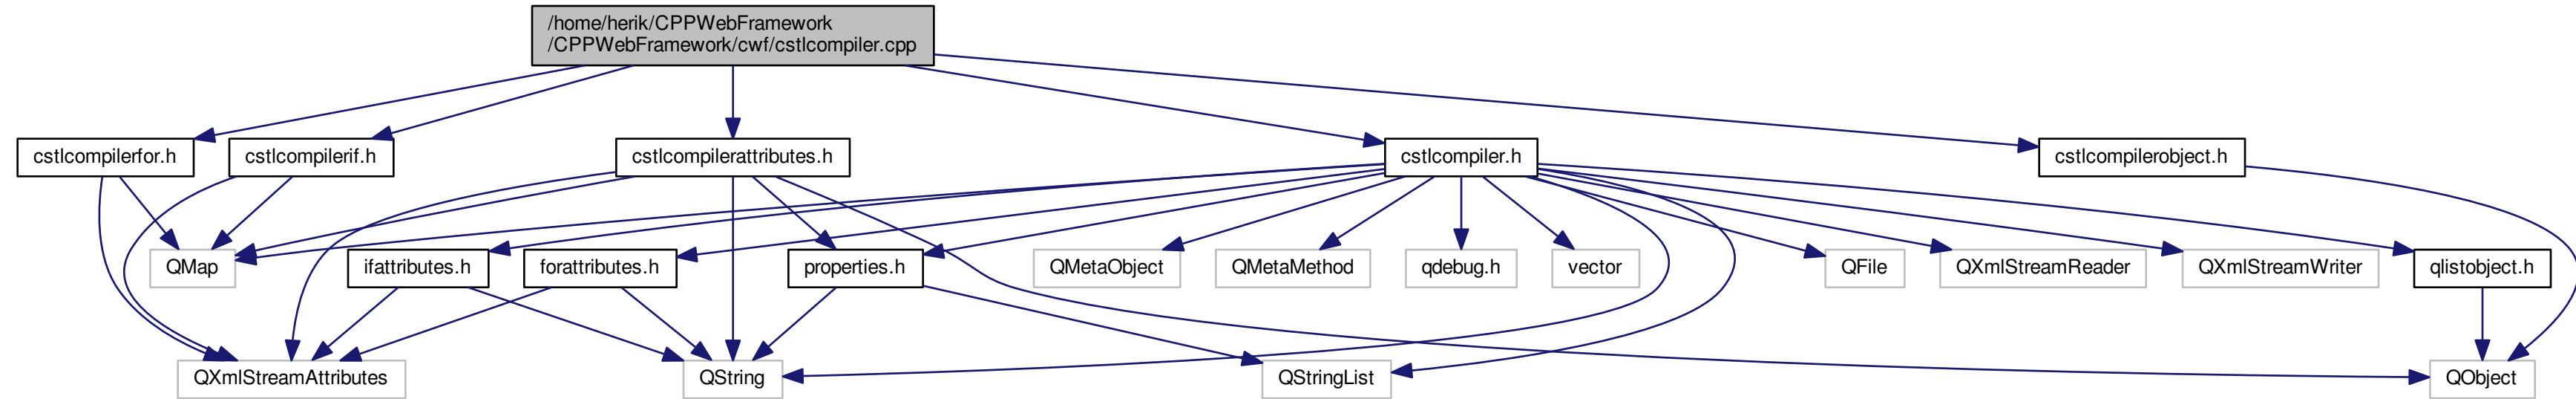 /home/herik/CPPWebFramework
/CPPWebFramework/cwf/cstlcompiler.cpp
cstlcompilerfor.h
cstlcompilerif.h
cstlcompilerattributes.h
cstlcompiler.h
cstlcompilerobject.h
QMap
ifattributes.h
forattributes.h
properties.h
QMetaObject
QMetaMethod
qdebug.h
vector
QFile
QXmlStreamReader
QXmlStreamWriter
qlistobject.h
QXmlStreamAttributes
QString
QStringList
QObject